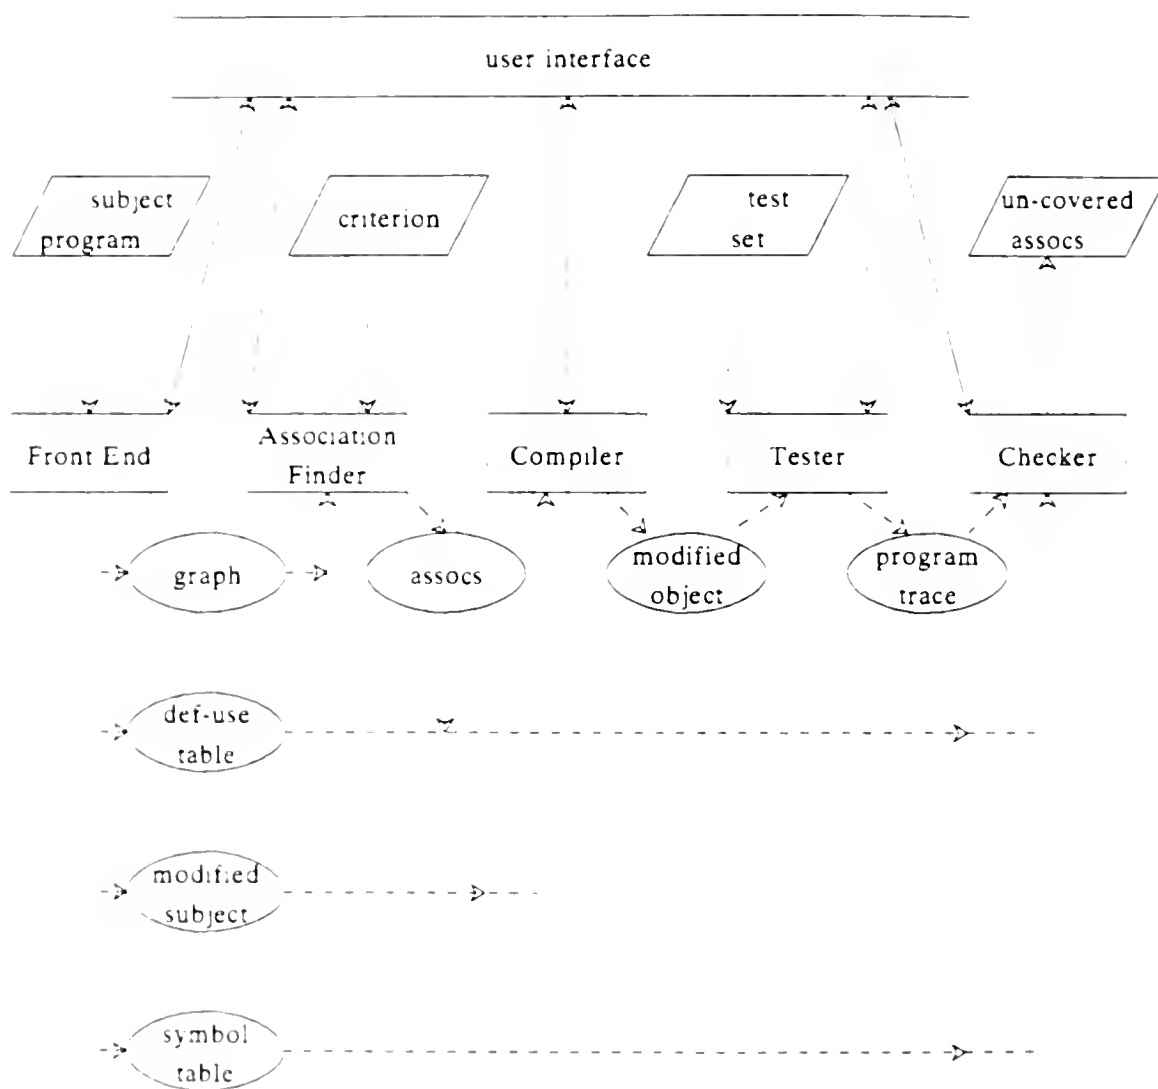 user interface
subject
program
criterion
test
set
un-covered
assocs
Front End
Association
Finder
Compiler
Tester
Checker
graph
assocs
modified
object
program
trace
def-use
table
modified
subject
symbol
table